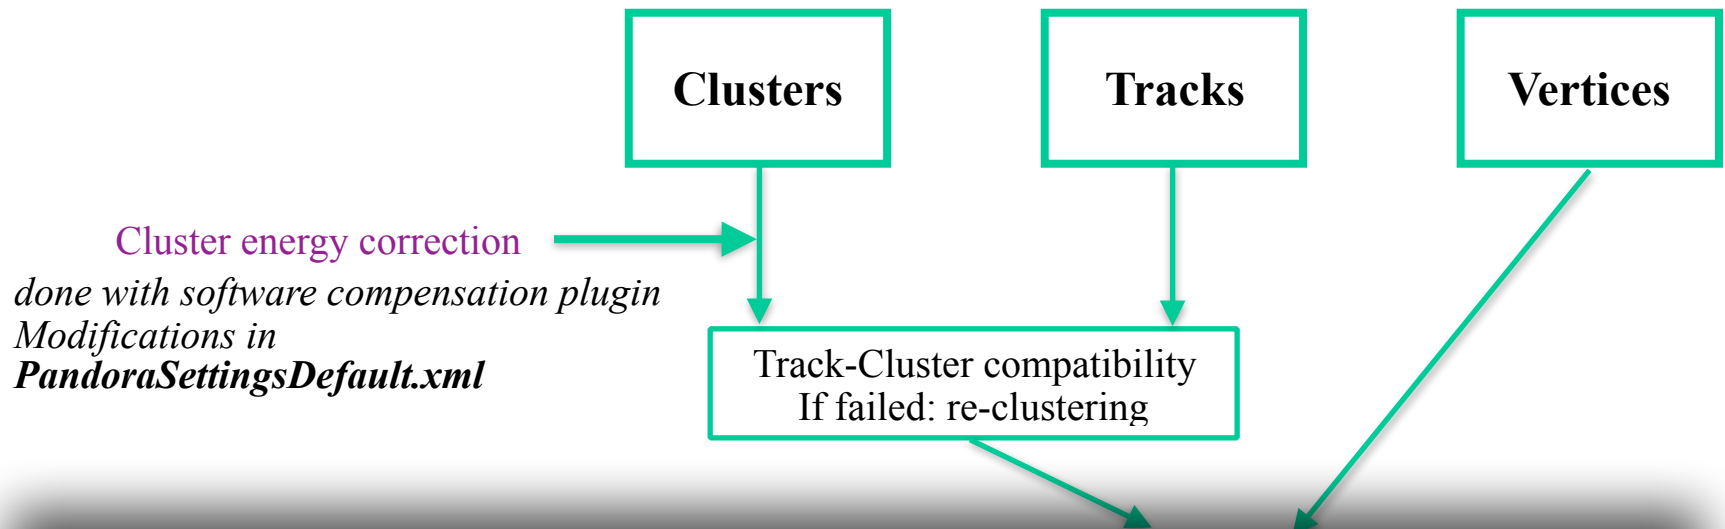 Clusters
Tracks
Vertices
Cluster energy correction
done with software compensation plugin
Modifications in
PandoraSettingsDefault.xml
Track-Cluster compatibility
If failed: re-clustering